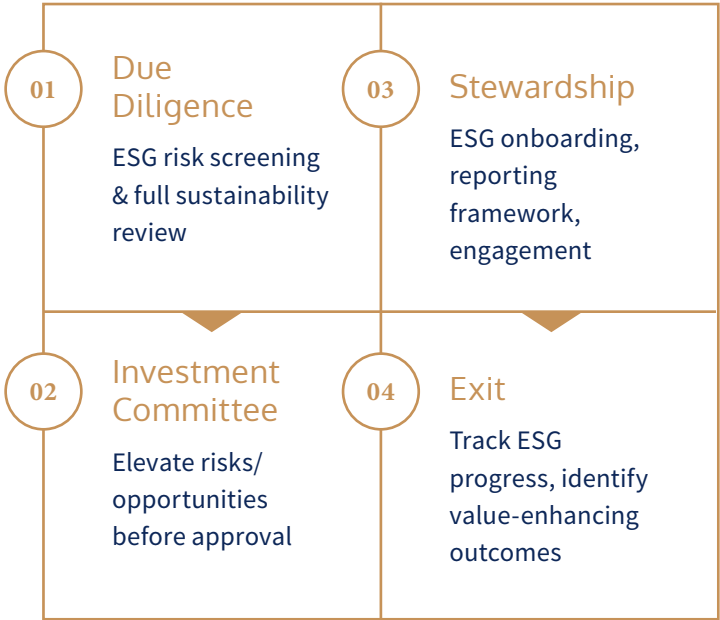 01
Due
Diligence
ESG risk screening
& full sustainability
review
02
Investment
Committee
Elevate risks/
opportunities
before approval
03
Stewardship
ESG onboarding,
reporting
framework,
engagement
04
Exit
Track ESG
progress, identify
value-enhancing
outcomes